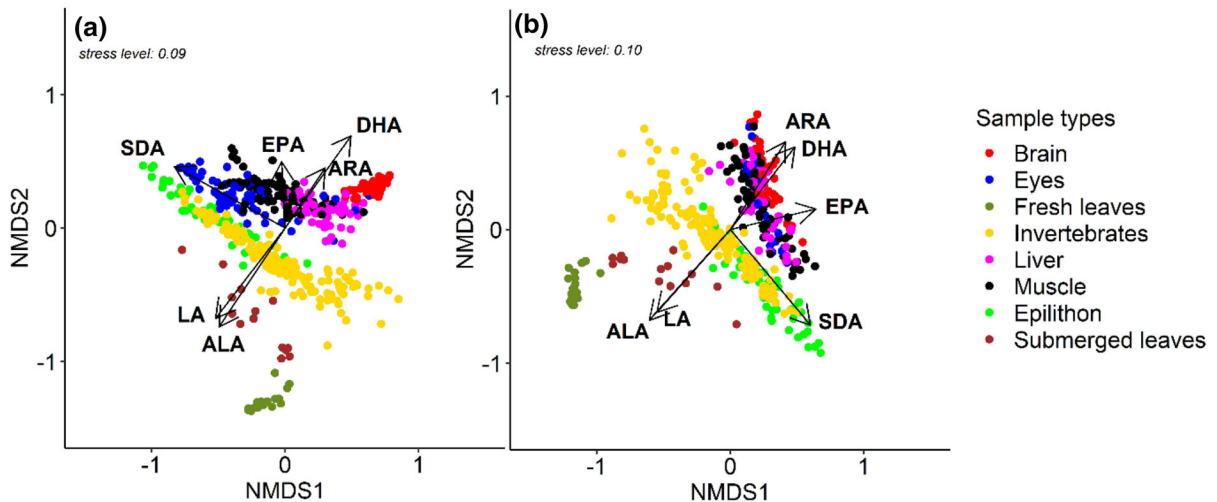 (a)
stress level: 0.09
1
0
-1
NMDS2
SDA
EPA
DHA
ARA
LA
ALA
-1
0
1
NMDS1
(b)
stress level: 0.10
1
0
-1
NMDS2
ARA
DHA
EPA
ALA
LA
SDA
-1
0
1
NMDS1
Sample types
Brain
Eyes
Fresh leaves
Invertebrates
Liver
Muscle
Epilithon
Submerged leaves